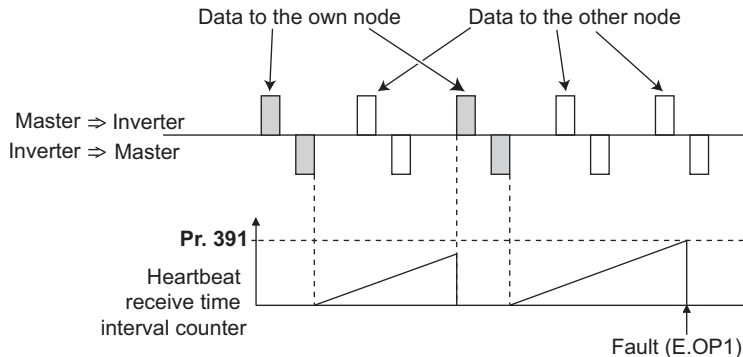 Data to the own node
Data to the other node
Master ⇒ Inverter
Inverter ⇒ Master
Pr. 391
Heartbeat
receive time
interval counter
Fault (E.OP1)